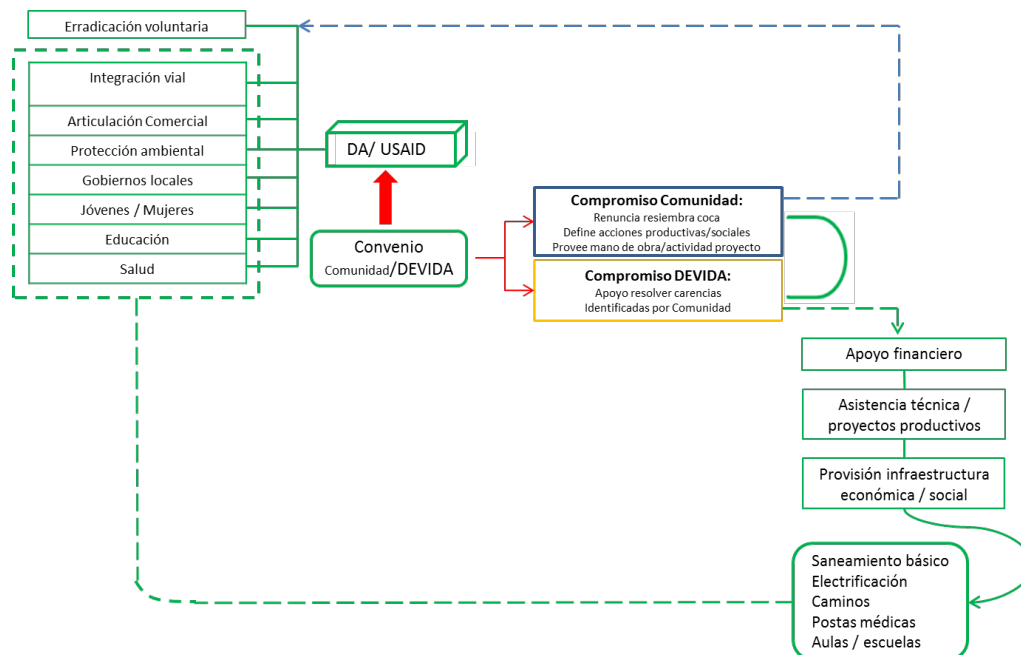 Erradicación voluntaria
Integración vial
Articulación Comercial
Protección ambiental
Gobiernos locales
Jóvenes / Mujeres
Educación
Salud
DA/ USAID
Convenio
Comunidad/DEVIDA
Compromiso Comunidad:
Renuncia resiembra coca
Define acciones productivas/sociales
Provee mano de obra/actividad proyecto
Compromiso DEVIDA:
Apoyo resolver carencias
Identificadas por Comunidad
Apoyo financiero
Asistencia técnica /
proyectos productivos
Provisión infraestructura
económica / social
Saneamiento básico
Electrificación
Caminos
Postas médicas
Aulas / escuelas